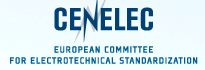 CENELEC
EUROPEAN COMMITTEE
FOR ELECTROTECHNICAL STANDARDIZATION